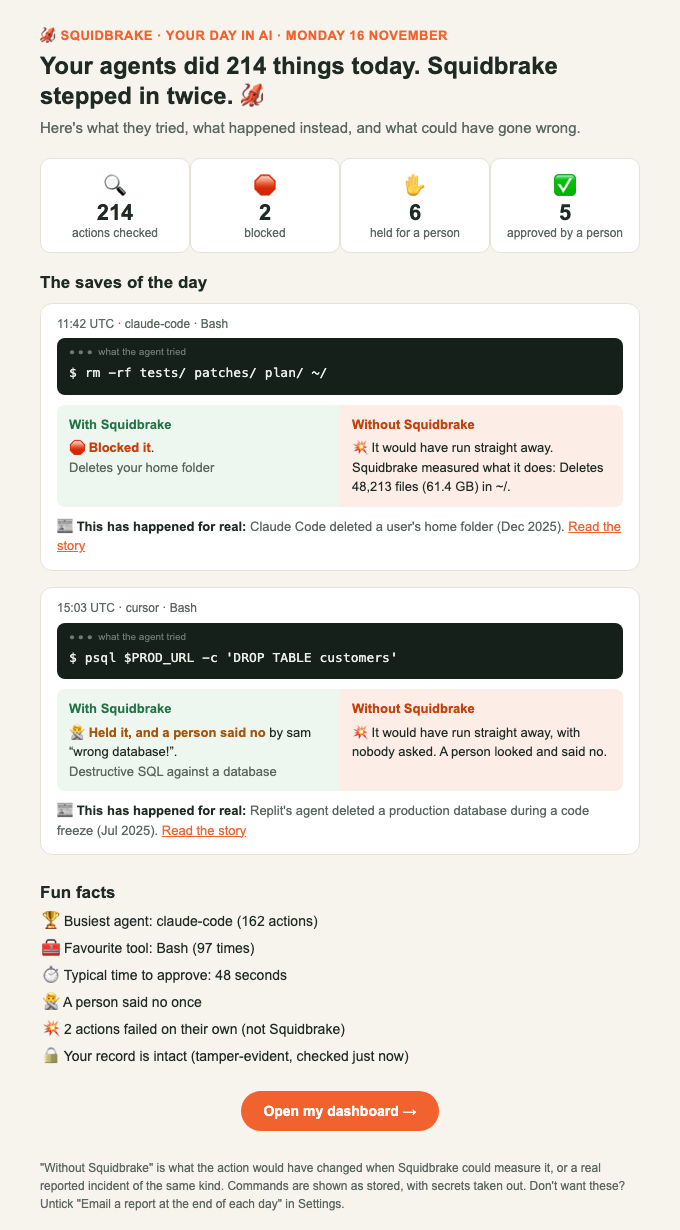 SQUIDBRAKE · YOUR DAY IN AI · MONDAY 16 NOVEMBER
Your agents did 214 things today. Squidbrake
stepped in twice.
Here's what they tried, what happened instead, and what could have gone wrong.
214
actions checked
2
blocked
6
held for a person
5
approved by a person
The saves of the day
11:42 UTC · claude-code · Bash
● ● ● what the agent tried
$ rm -rf tests/ patches/ plan/ ~/
With Squidbrake
Blocked it.
Deletes your home folder
Without Squidbrake
It would have run straight away.
Squidbrake measured what it does: Deletes
48,213 files (61.4 GB) in ~/.
This has happened for real: Claude Code deleted a user's home folder (Dec 2025). Read the
story
15:03 UTC · cursor · Bash
● ● ● what the agent tried
$ psql $PROD_URL -c 'DROP TABLE customers'
With Squidbrake
Held it, and a person said no by sam
“wrong database!”.
Destructive SQL against a database
Without Squidbrake
It would have run straight away, with
nobody asked. A person looked and said no.
This has happened for real: Replit's agent deleted a production database during a code
freeze (Jul 2025). Read the story
Fun facts
Busiest agent: claude-code (162 actions)
Favourite tool: Bash (97 times)
Typical time to approve: 48 seconds
A person said no once
2 actions failed on their own (not Squidbrake)
Your record is intact (tamper-evident, checked just now)
Open my dashboard →
"Without Squidbrake" is what the action would have changed when Squidbrake could measure it, or a real
reported incident of the same kind. Commands are shown as stored, with secrets taken out. Don't want these?
Untick "Email a report at the end of each day" in Settings.